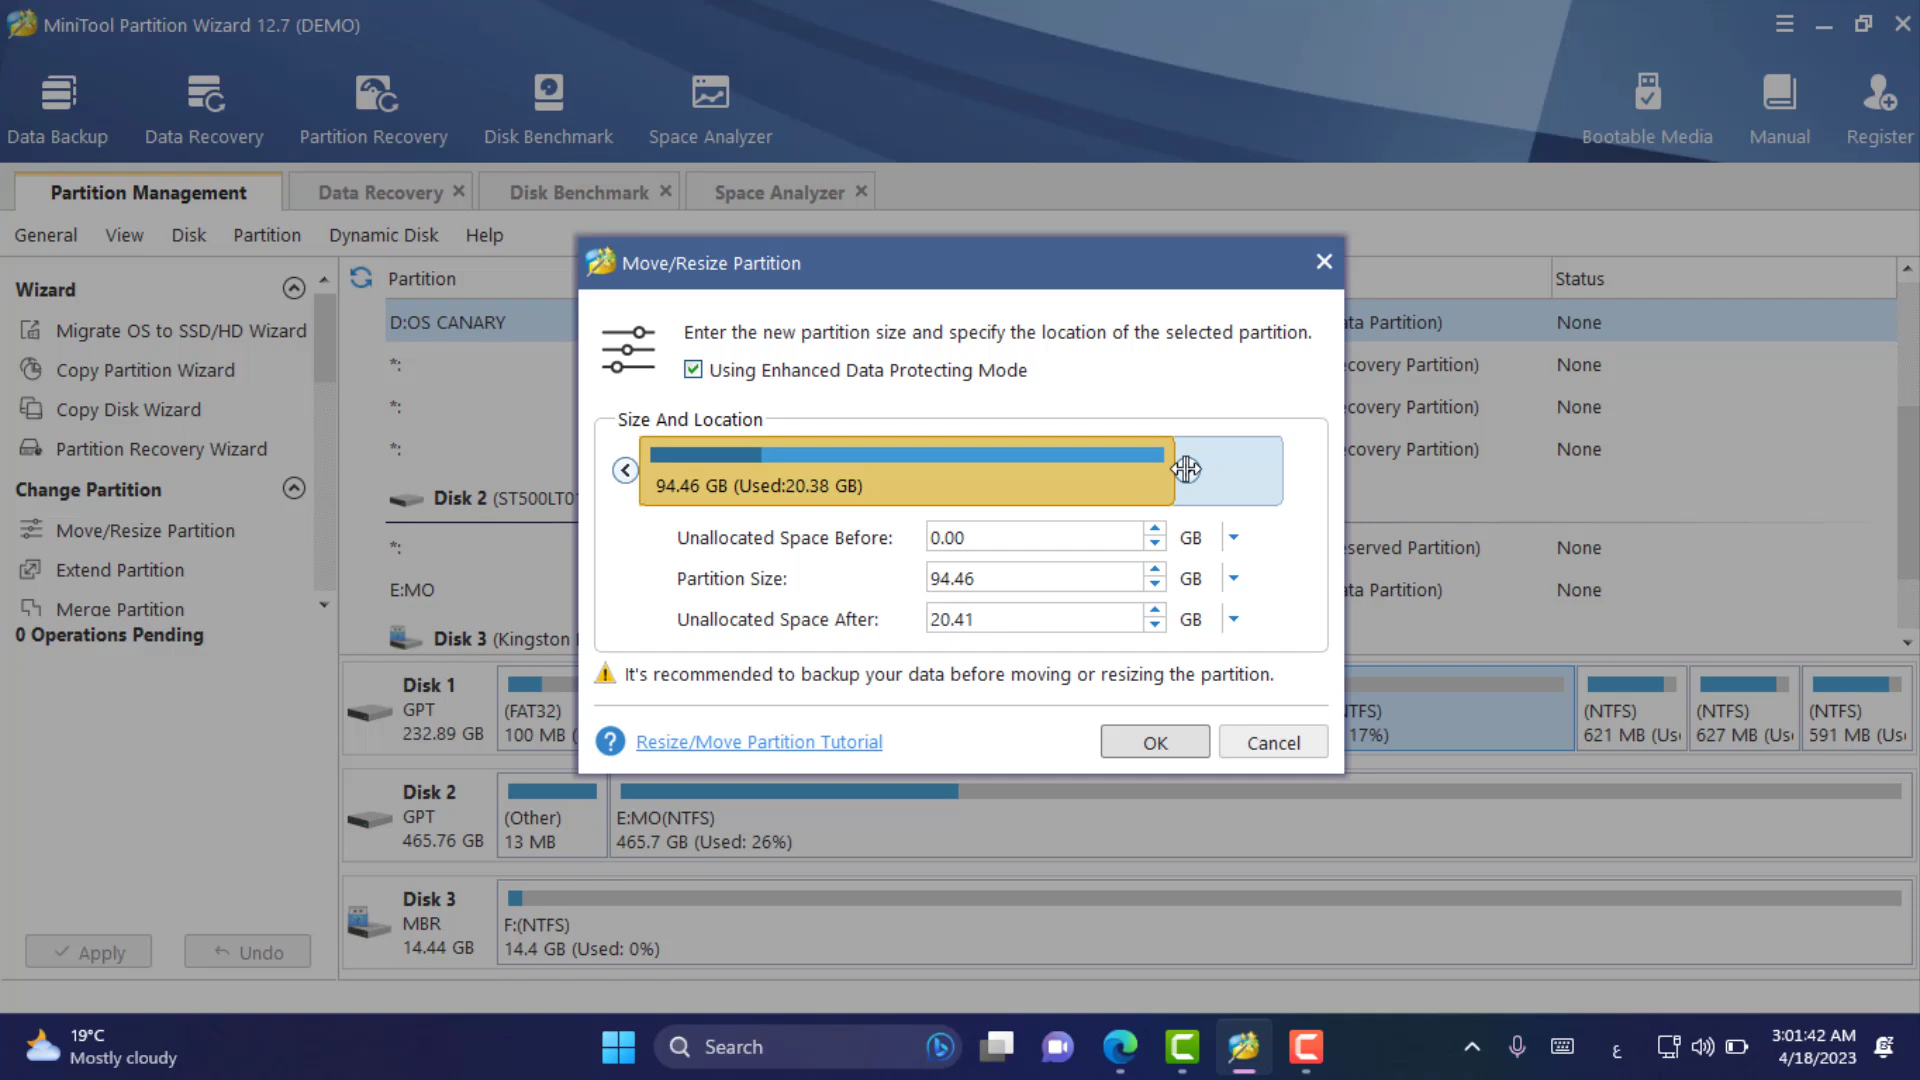 MiniTool Partition Wizard 12.7 (DEMO)
Data Backup
Data Recovery
Partition Recovery
Disk Benchmark
Space Analyzer
Bootable Media
Manual
Register
Partition Management
Data Recovery
Disk Benchmark
Space Analyzer
General
View
Disk
Partition
Dynamic Disk
Help
Wizard
Migrate OS to SSD/HD Wizard
Copy Partition Wizard
Copy Disk Wizard
Partition Recovery Wizard
Change Partition
Move/Resize Partition
Extend Partition
Merge Partition
0 Operations Pending
Apply
Undo
Partition
Status
D:OS CANARY
ata Partition)
None
*:
covery Partition)
None
*:
covery Partition)
None
*:
covery Partition)
None
Disk 2 (ST500LT0
*:
served Partition)
None
E:MO
ata Partition)
None
Disk 3 (Kingston
Move/Resize Partition
Enter the new partition size and specify the location of the selected partition.
Using Enhanced Data Protecting Mode
Size And Location
94.46 GB (Used:20.38 GB)
Unallocated Space Before:
0.00
GB
Partition Size:
94.46
GB
Unallocated Space After:
20.41
GB
It's recommended to backup your data before moving or resizing the partition.
Resize/Move Partition Tutorial
OK
Cancel
Disk 1
GPT
232.89 GB
(FAT32)
100 MB (
TFS)
17%)
(NTFS)
621 MB (Us
(NTFS)
627 MB (Us
(NTFS)
591 MB (Us
Disk 2
GPT
465.76 GB
(Other)
13 MB
E:MO(NTFS)
465.7 GB (Used: 26%)
Disk 3
MBR
14.44 GB
F:(NTFS)
14.4 GB (Used: 0%)
19°C
Mostly cloudy
Search
ع
3:01:42 AM
4/18/2023